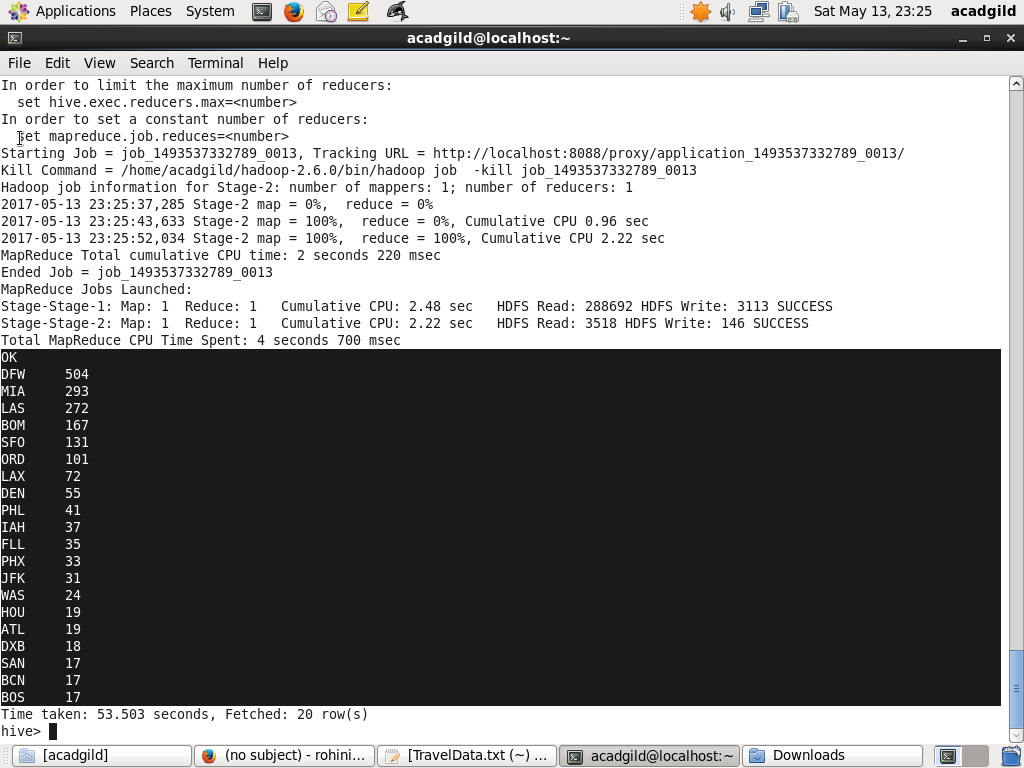 Applications Places System Sat May 13, 23:25 acadgild
acadgild@localhost:~
File Edit View Search Terminal Help
In order to limit the maximum number of reducers:
  set hive.exec.reducers.max=<number>
In order to set a constant number of reducers:
  set mapreduce.job.reduces=<number>
Starting Job = job_1493537332789_0013, Tracking URL = http://localhost:8088/proxy/application_1493537332789_0013/
Kill Command = /home/acadgild/hadoop-2.6.0/bin/hadoop job  -kill job_1493537332789_0013
Hadoop job information for Stage-2: number of mappers: 1; number of reducers: 1
2017-05-13 23:25:37,285 Stage-2 map = 0%,  reduce = 0%
2017-05-13 23:25:43,633 Stage-2 map = 100%,  reduce = 0%, Cumulative CPU 0.96 sec
2017-05-13 23:25:52,034 Stage-2 map = 100%,  reduce = 100%, Cumulative CPU 2.22 sec
MapReduce Total cumulative CPU time: 2 seconds 220 msec
Ended Job = job_1493537332789_0013
MapReduce Jobs Launched:
Stage-Stage-1: Map: 1  Reduce: 1   Cumulative CPU: 2.48 sec   HDFS Read: 288692 HDFS Write: 3113 SUCCESS
Stage-Stage-2: Map: 1  Reduce: 1   Cumulative CPU: 2.22 sec   HDFS Read: 3518 HDFS Write: 146 SUCCESS
Total MapReduce CPU Time Spent: 4 seconds 700 msec
OK
DFW     504
MIA     293
LAS     272
BOM     167
SFO     131
ORD     101
LAX     72
DEN     55
PHL     41
IAH     37
FLL     35
PHX     33
JFK     31
WAS     24
HOU     19
ATL     19
DXB     18
SAN     17
BCN     17
BOS     17
Time taken: 53.503 seconds, Fetched: 20 row(s)
hive>
[acadgild] (no subject) - rohini... [TravelData.txt (~) ... acadgild@localhost:~ Downloads